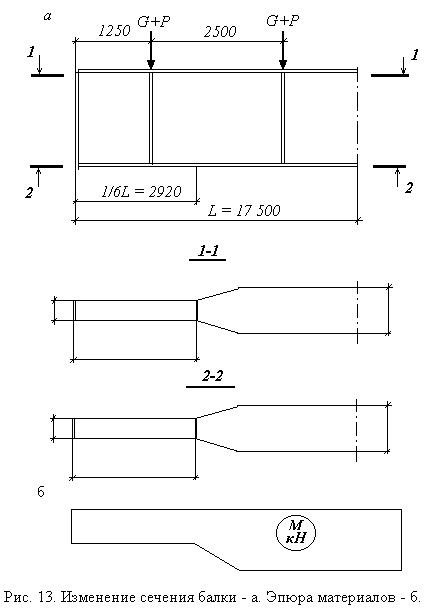 а
G+P
G+P
1250
2500
1
1
2
2
1/6L = 2920
L = 17 500
1-1
2-2
б
М
кН
Рис. 13. Изменение сечения балки - а. Эпюра материалов - б.